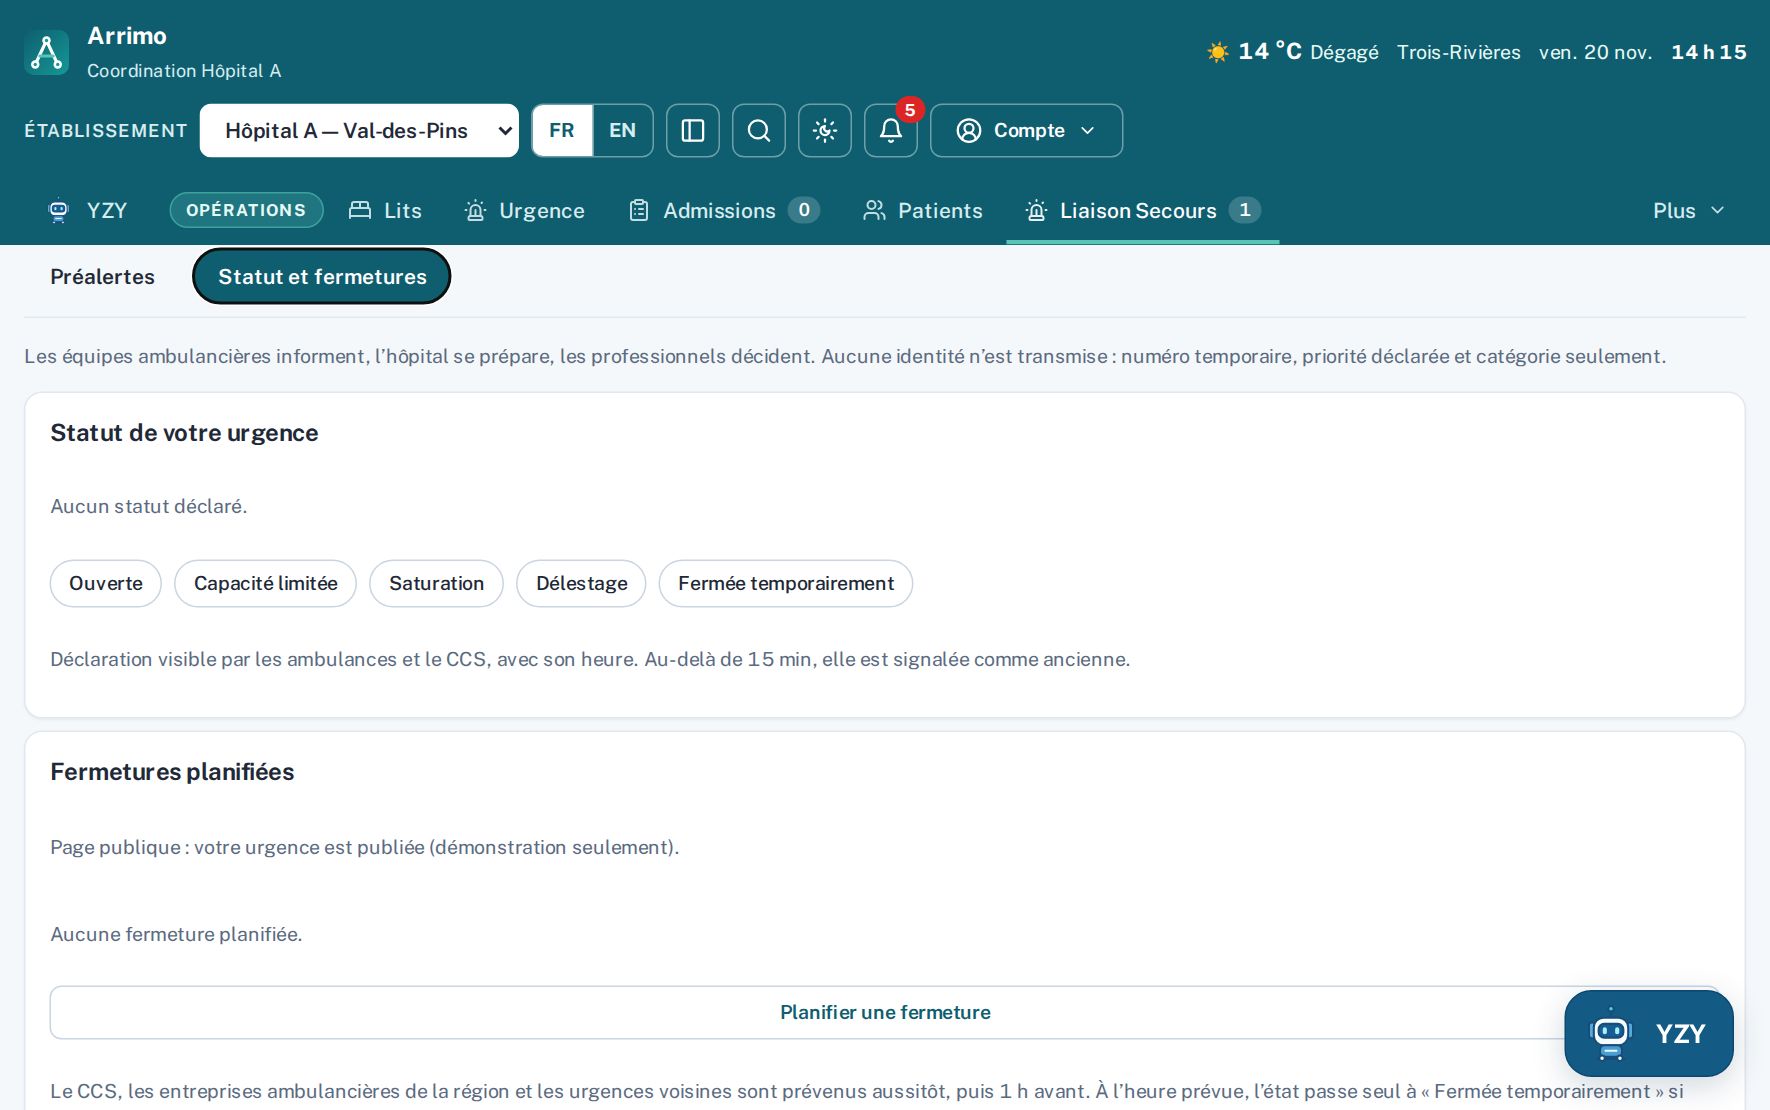 Arrimo
Coordination Hôpital A
14 °C Dégagé Trois-Rivières ven. 20 nov. 14 h 15
ÉTABLISSEMENT Hôpital A — Val-des-Pins FR EN 5 Compte
YZY OPÉRATIONS Lits Urgence Admissions 0 Patients Liaison Secours 1 Plus
Préalertes Statut et fermetures
Les équipes ambulancières informent, l’hôpital se prépare, les professionnels décident. Aucune identité n’est transmise : numéro temporaire, priorité déclarée et catégorie seulement.
Statut de votre urgence
Aucun statut déclaré.
Ouverte Capacité limitée Saturation Délestage Fermée temporairement
Déclaration visible par les ambulances et le CCS, avec son heure. Au-delà de 15 min, elle est signalée comme ancienne.
Fermetures planifiées
Page publique : votre urgence est publiée (démonstration seulement).
Aucune fermeture planifiée.
Planifier une fermeture
YZY
Le CCS, les entreprises ambulancières de la région et les urgences voisines sont prévenus aussitôt, puis 1 h avant. À l’heure prévue, l’état passe seul à « Fermée temporairement » si